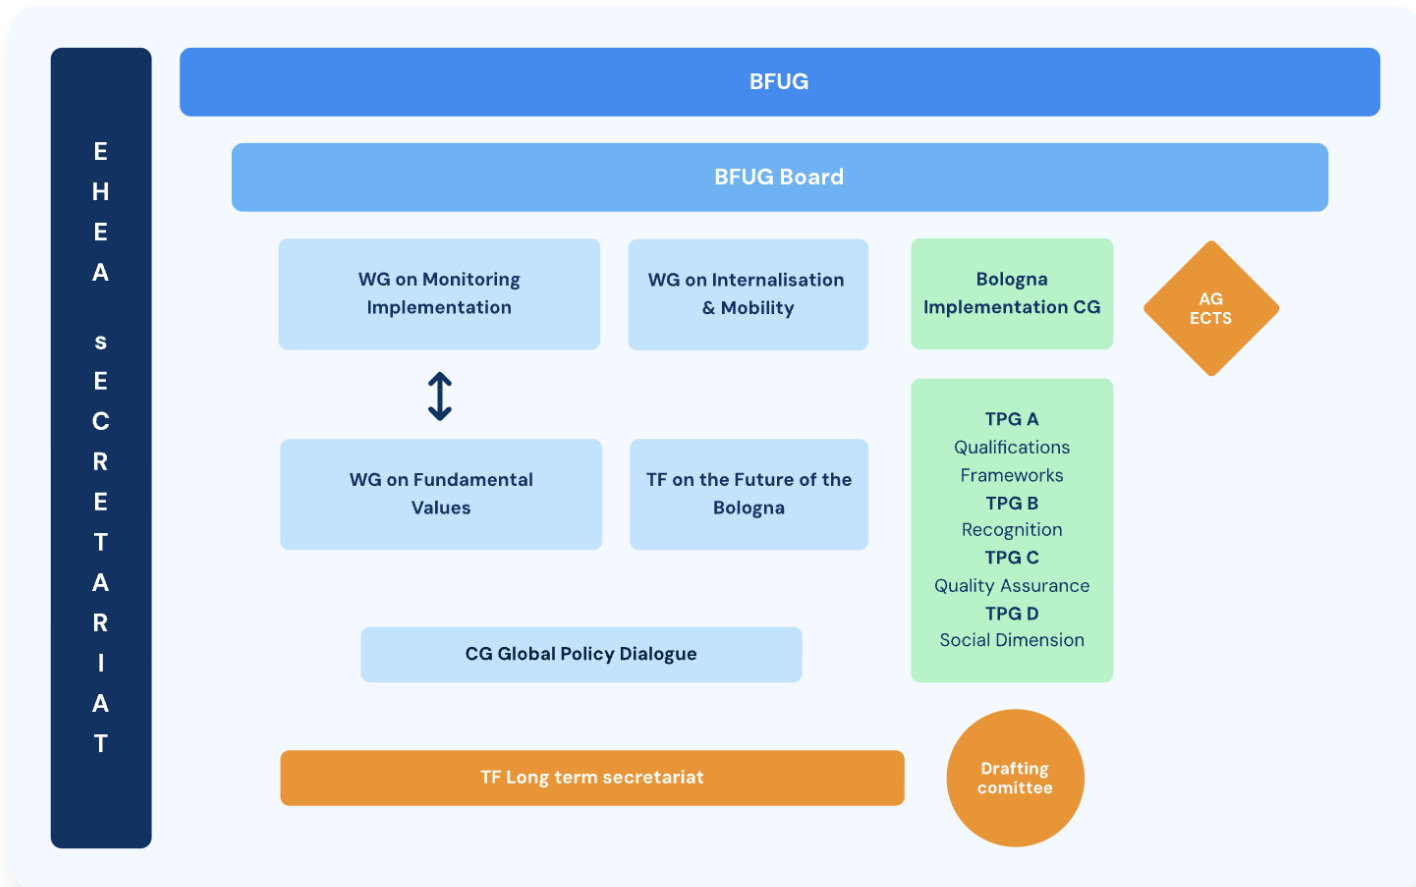 EHEA sECRETARIAT
BFUG
BFUG Board
WG on Monitoring
Implementation
WG on Internalisation
& Mobility
Bologna
Implementation CG
AG
ECTS
WG on Fundamental
Values
TF on the Future of the
Bologna
TPG A
Qualifications
Frameworks
TPG B
Recognition
TPG C
Quality Assurance
TPG D
Social Dimension
CG Global Policy Dialogue
TF Long term secretariat
Drafting
comittee